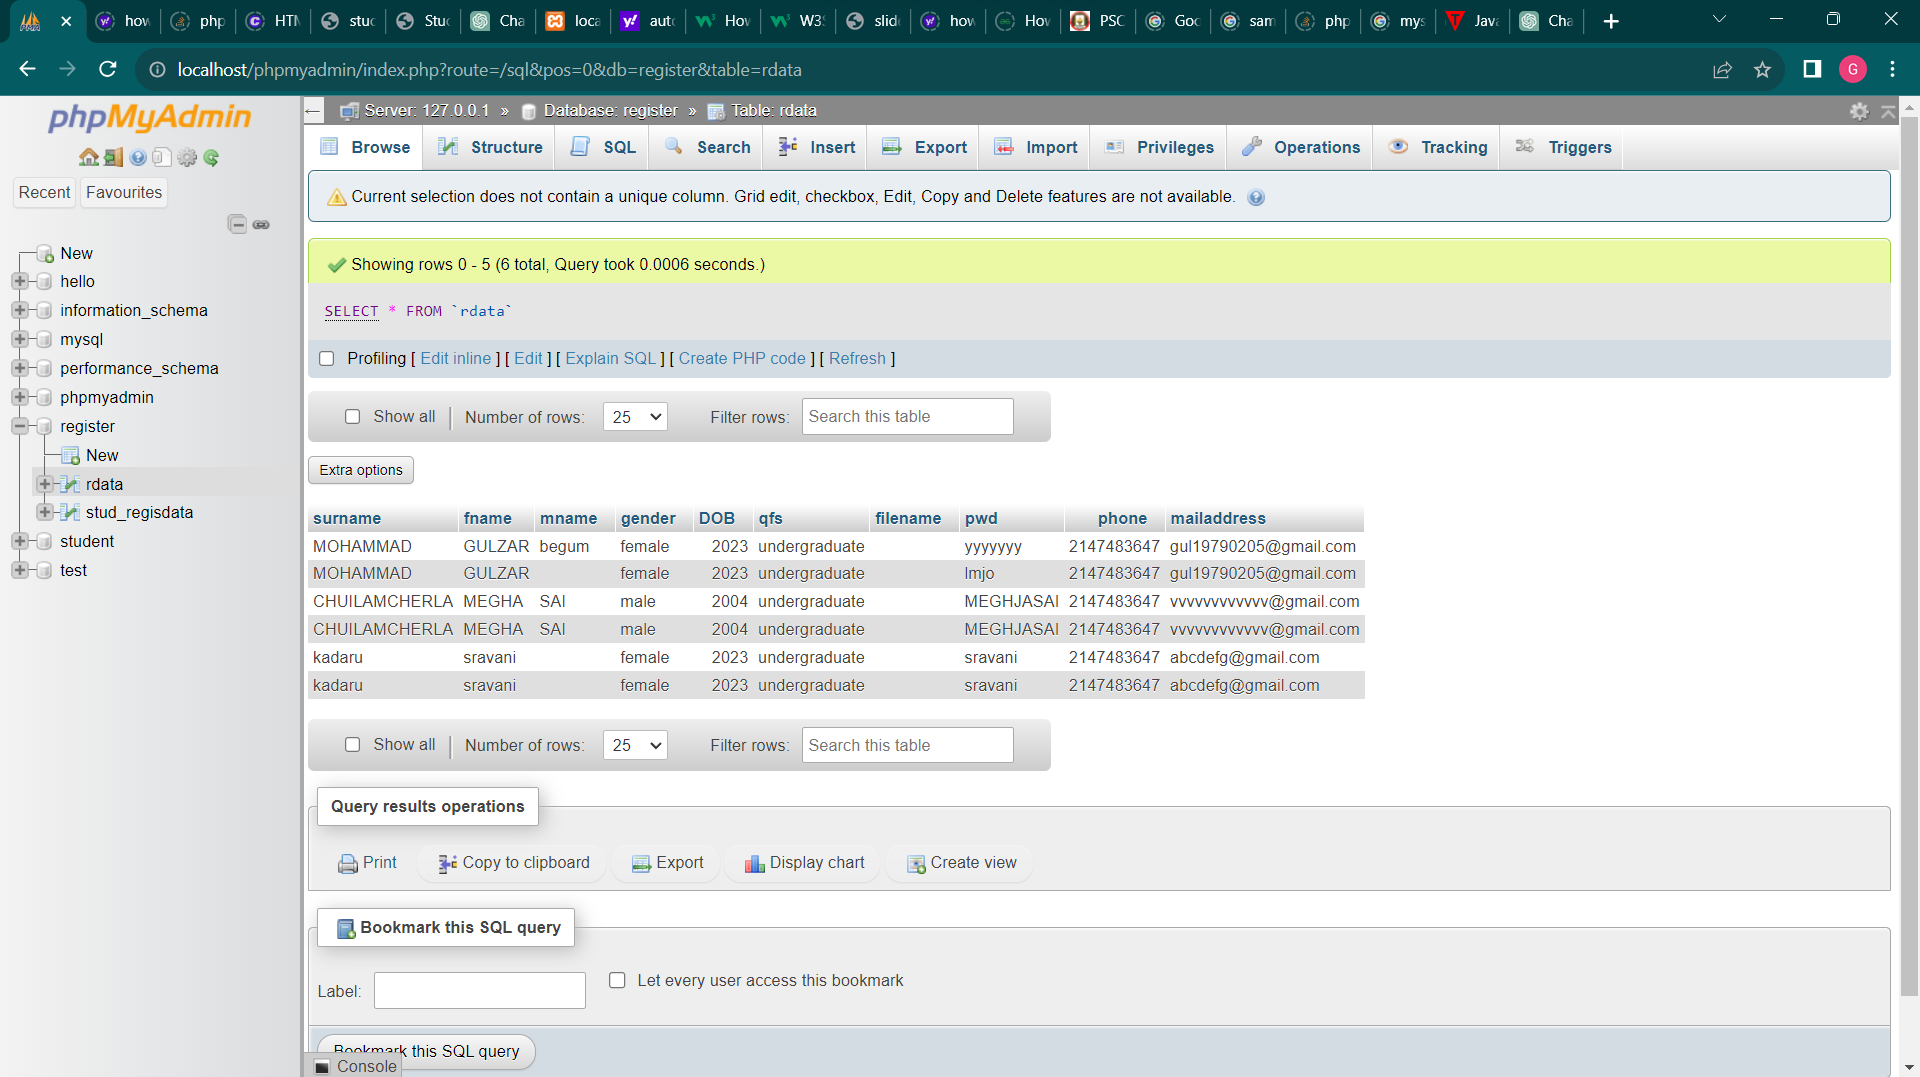 how
php
HTM
stuc
Stu
Cha
loca
auto
Hov
W3S
slid
how
Hov
PSC
Goc
sam
php
mys
Java
Cha
localhost/phpmyadmin/index.php?route=/sql&pos=0&db=register&table=rdata
G
phpMyAdmin
Recent Favourites
New
hello
information_schema
mysql
performance_schema
phpmyadmin
register
New
rdata
stud_regisdata
student
test
Server: 127.0.0.1 » Database: register » Table: rdata
Browse Structure SQL Search Insert Export Import Privileges Operations Tracking Triggers
Current selection does not contain a unique column. Grid edit, checkbox, Edit, Copy and Delete features are not available.
Showing rows 0 - 5 (6 total, Query took 0.0006 seconds.)
SELECT * FROM `rdata`
Profiling [ Edit inline ] [ Edit ] [ Explain SQL ] [ Create PHP code ] [ Refresh ]
Show all | Number of rows: 25 Filter rows: Search this table
Extra options
surname fname mname gender DOB qfs filename pwd phone mailaddress
MOHAMMAD GULZAR begum female 2023 undergraduate yyyyyyy 2147483647 gul19790205@gmail.com
MOHAMMAD GULZAR female 2023 undergraduate lmjo 2147483647 gul19790205@gmail.com
CHUILAMCHERLA MEGHA SAI male 2004 undergraduate MEGHJASAI 2147483647 vvvvvvvvvvvv@gmail.com
CHUILAMCHERLA MEGHA SAI male 2004 undergraduate MEGHJASAI 2147483647 vvvvvvvvvvvv@gmail.com
kadaru sravani female 2023 undergraduate sravani 2147483647 abcdefg@gmail.com
kadaru sravani female 2023 undergraduate sravani 2147483647 abcdefg@gmail.com
Show all | Number of rows: 25 Filter rows: Search this table
Query results operations
Print Copy to clipboard Export Display chart Create view
Bookmark this SQL query
Label: Let every user access this bookmark
Bookmark this SQL query
Console